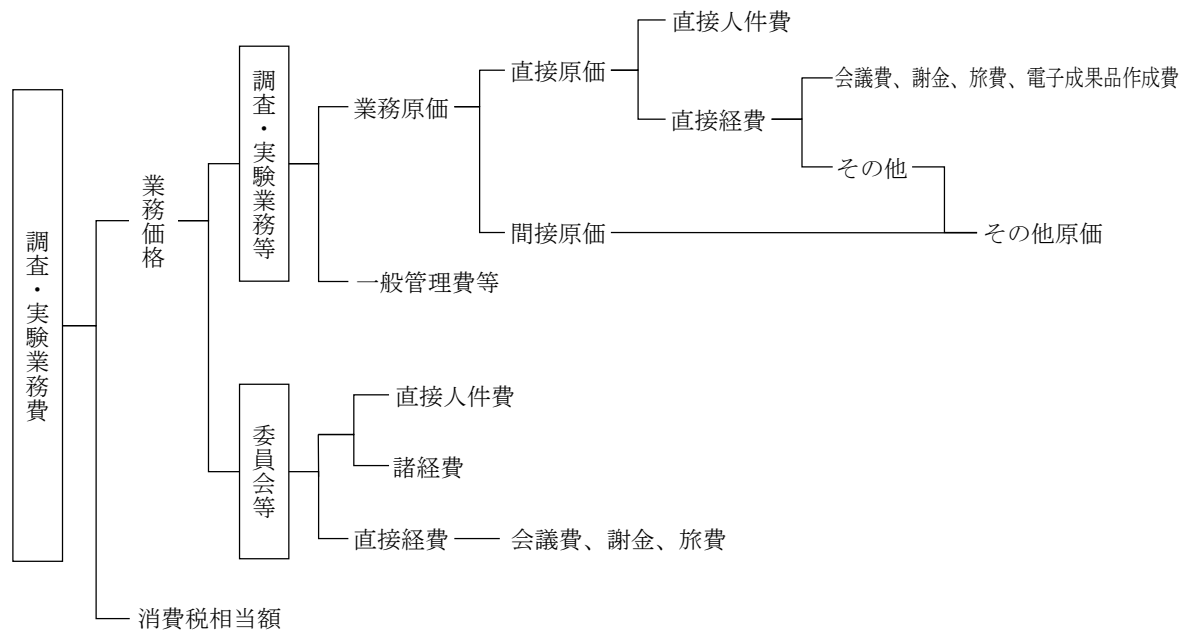 調査・実験業務費
業務価格
調査・実験業務等
業務原価
直接原価
直接人件費
直接経費
会議費、謝金、旅費、電子成果品作成費
その他
間接原価
その他原価
一般管理費等
委員会等
直接人件費
諸経費
直接経費
会議費、謝金、旅費
消費税相当額